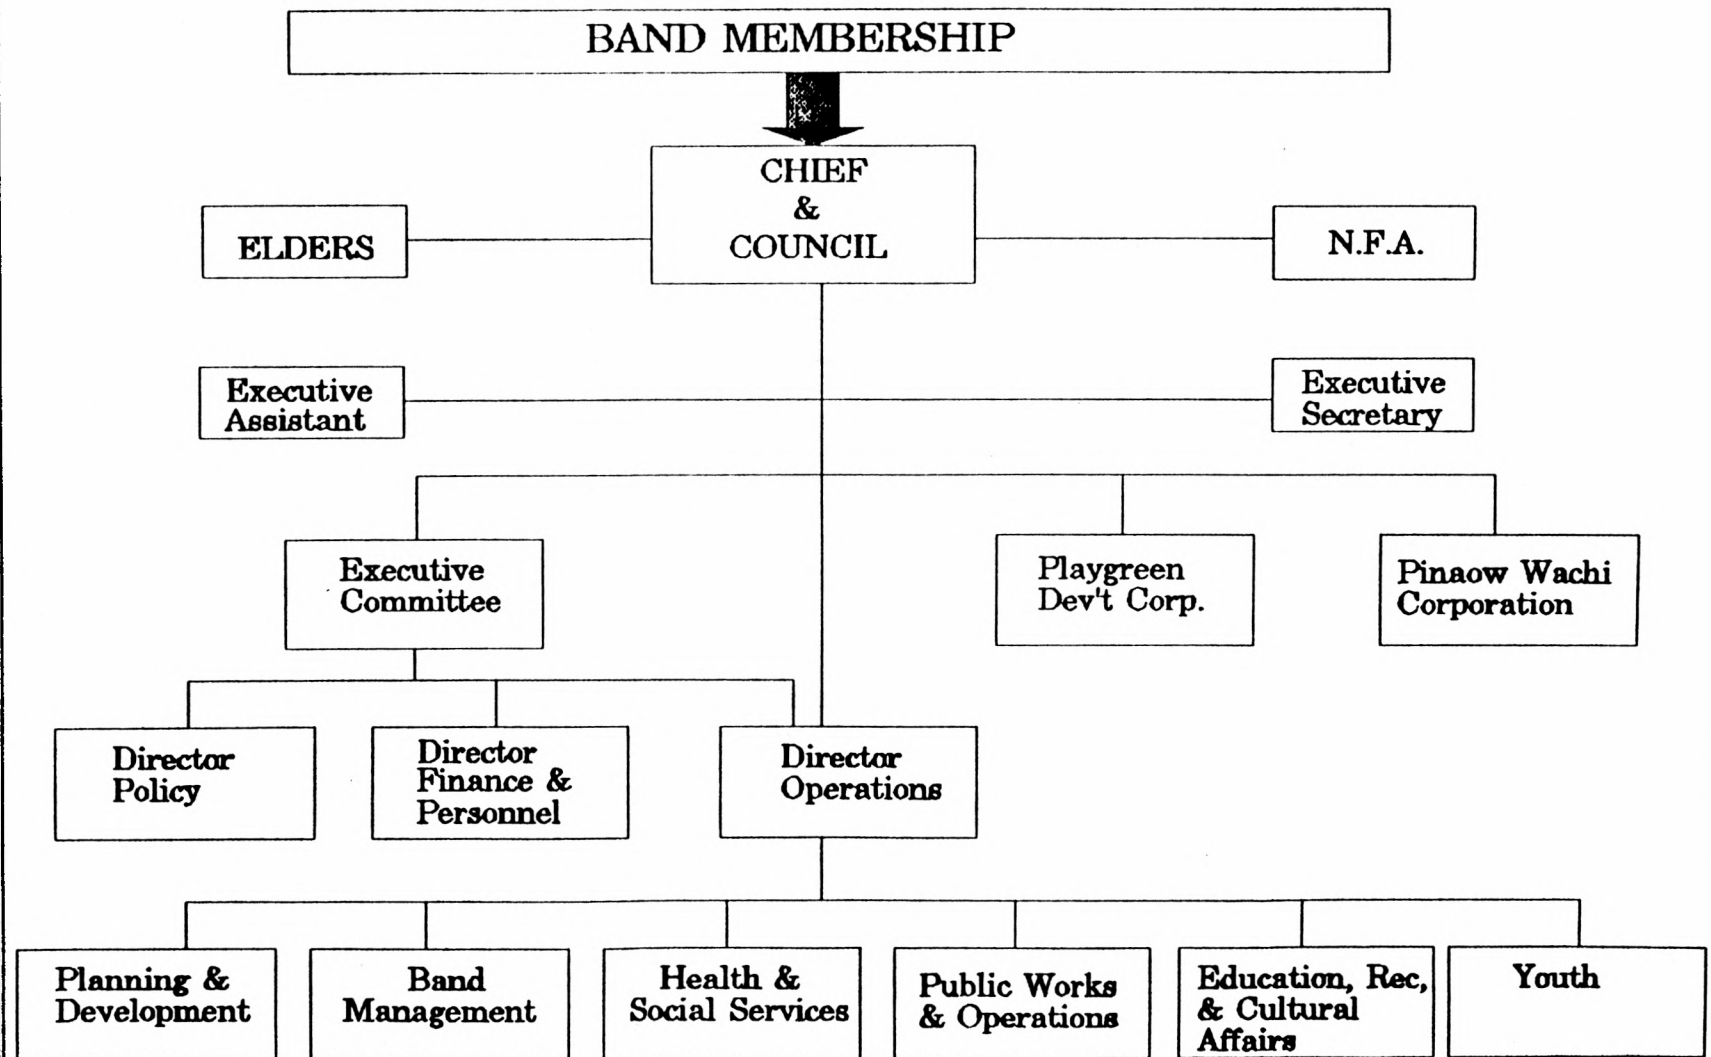 BAND MEMBERSHIP
CHIEF
&
COUNCIL
ELDERS
N.F.A.
Executive
Assistant
Executive
Secretary
Executive
Committee
Playgreen
Dev't Corp.
Pinaow Wachi
Corporation
Director
Policy
Director
Finance &
Personnel
Director
Operations
Planning &
Development
Band
Management
Health &
Social Services
Public Works
& Operations
Education, Rec,
& Cultural
Affairs
Youth